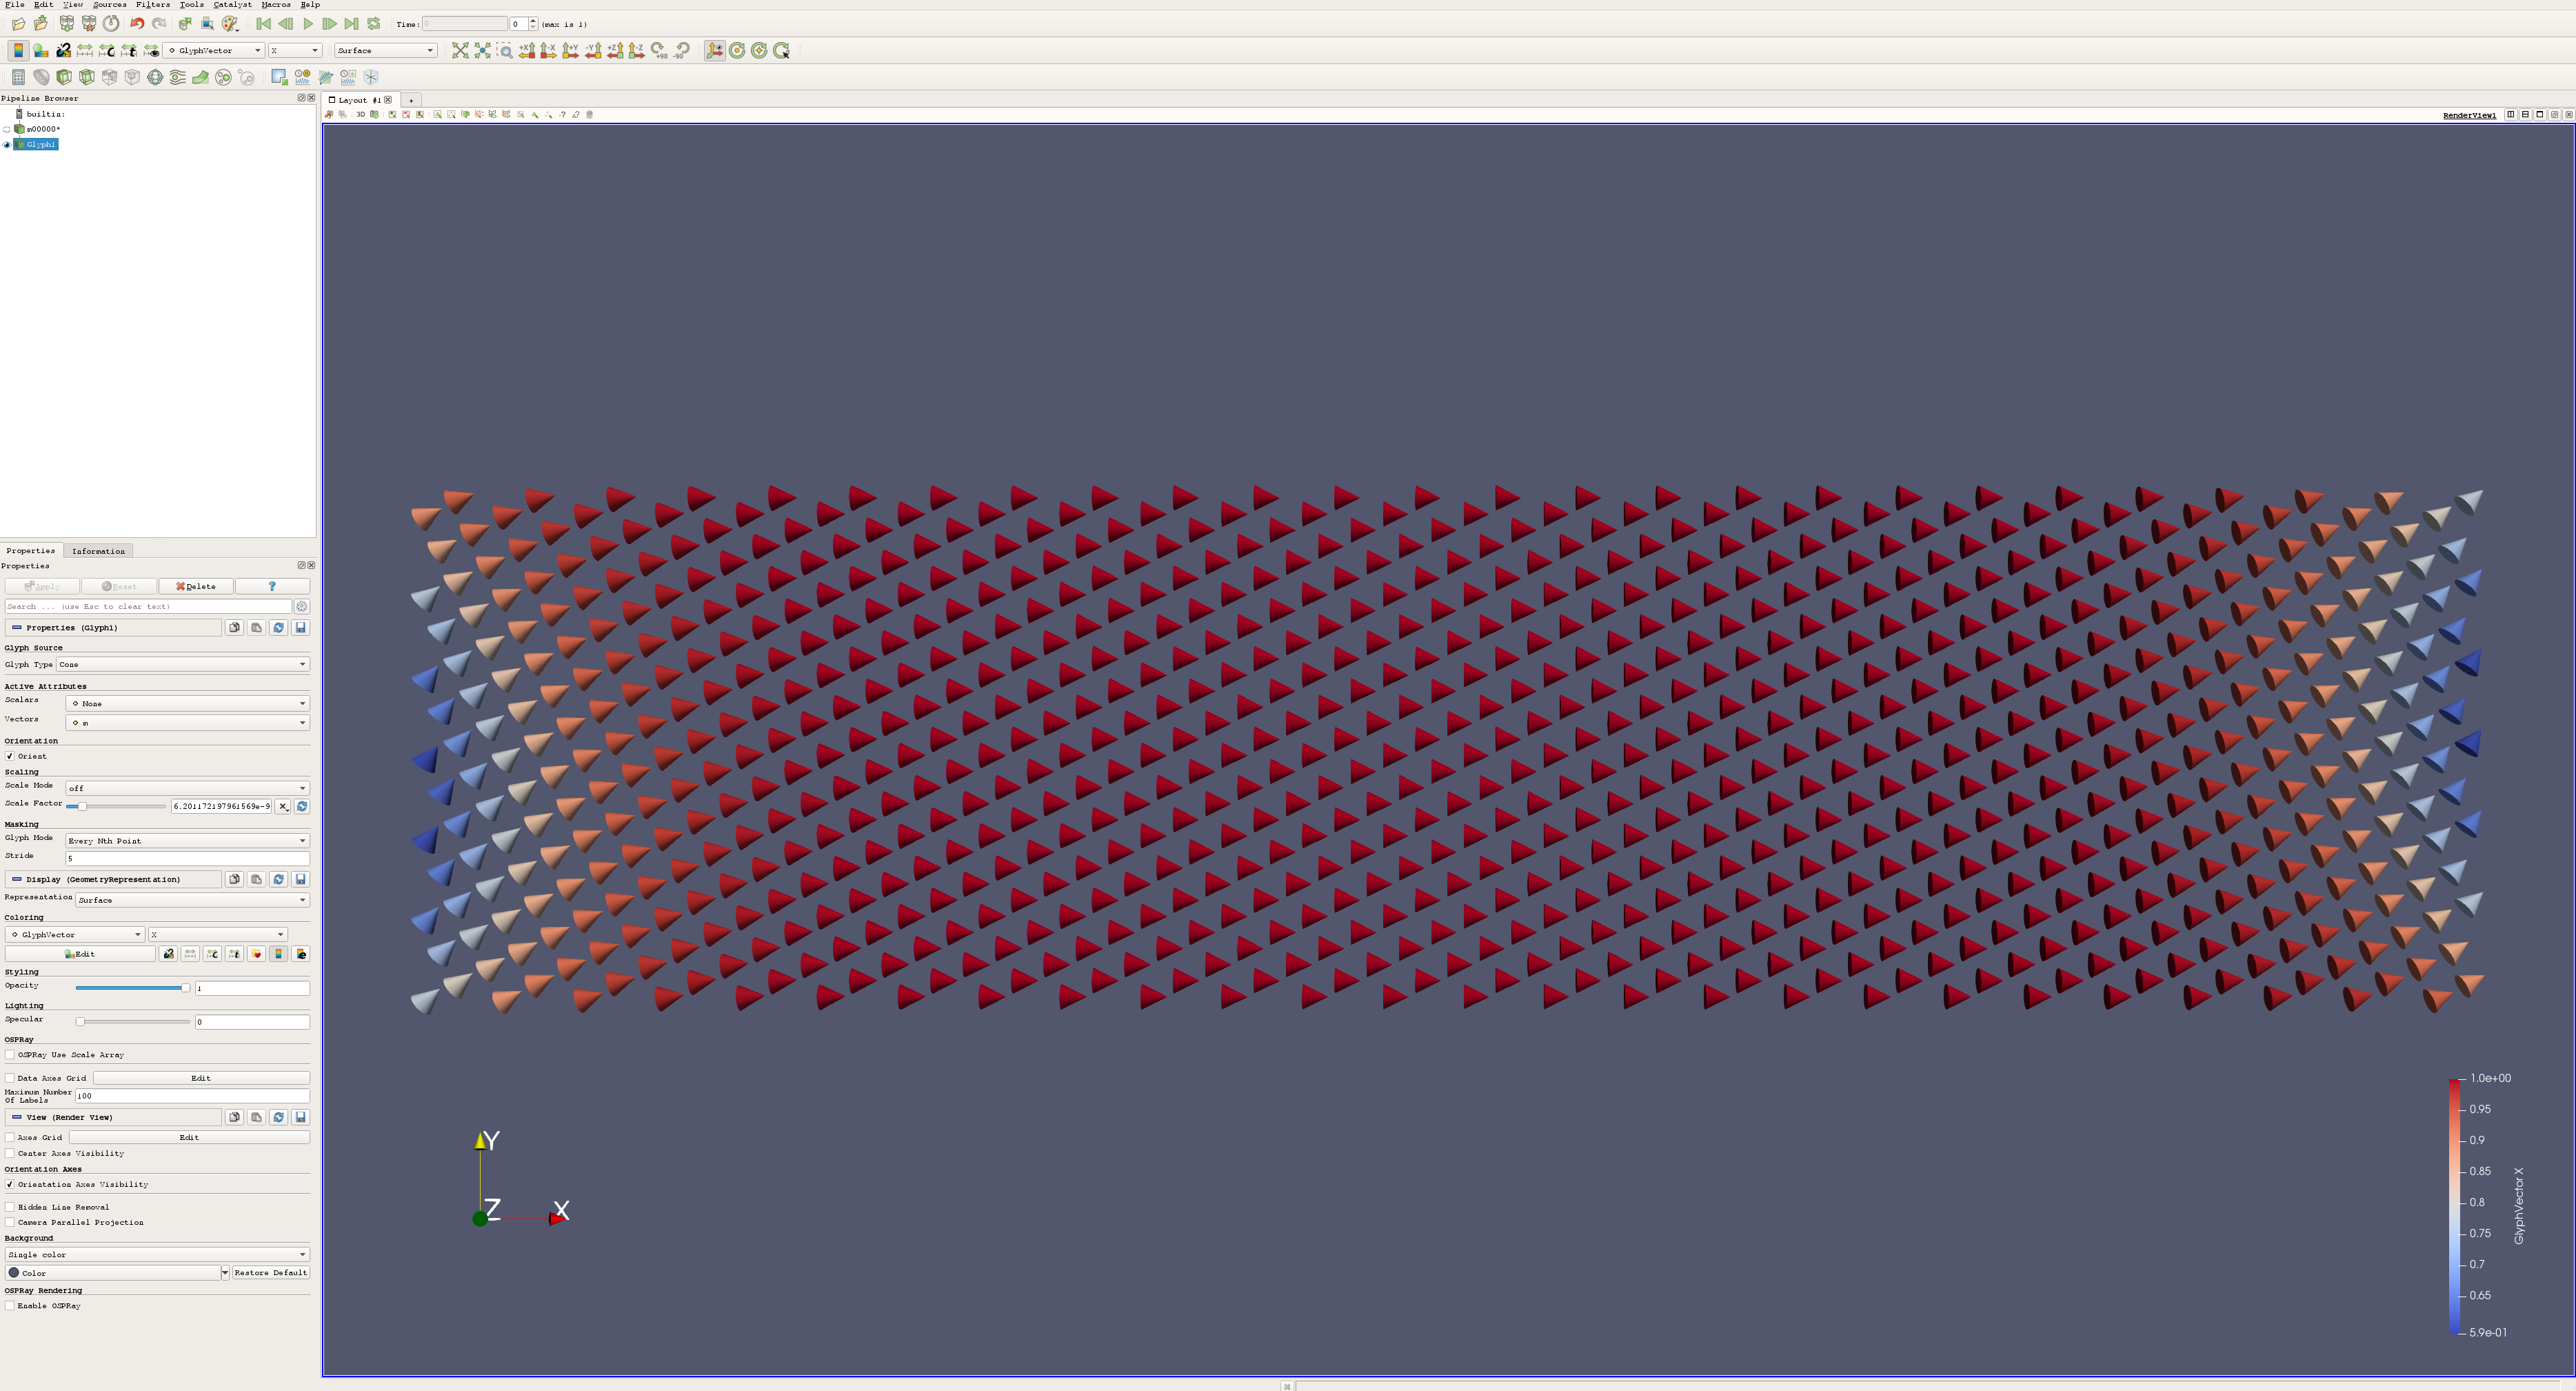 File Edit View Sources Filters Tools Catalyst Macros Help
Time: 0 0 (max is 1)
GlyphVector X Surface
+X -X +Y -Y +Z -Z +90 -90
Pipeline Browser
builtin:
m00000*
Glyph1
Layout #1 +
3D
RenderView1
Properties Information
Properties
Apply Reset Delete ?
Search ... (use Esc to clear text)
Properties (Glyph1)
Glyph Source
Glyph Type Cone
Active Attributes
Scalars None
Vectors m
Orientation
Orient
Scaling
Scale Mode off
Scale Factor 6.201172197961569e-9
Masking
Glyph Mode Every Nth Point
Stride 5
Display (GeometryRepresentation)
Representation Surface
Coloring
GlyphVector X
Edit
Styling
Opacity 1
Lighting
Specular 0
OSPRay
OSPRay Use Scale Array
Data Axes Grid Edit
Maximum Number
Of Labels 100
View (Render View)
Axes Grid Edit
Center Axes Visibility
Orientation Axes
Orientation Axes Visibility
Hidden Line Removal
Camera Parallel Projection
Background
Single color
Color Restore Default
OSPRay Rendering
Enable OSPRay
Y
Z X
1.0e+00
0.95
0.9
0.85
0.8
0.75
0.7
0.65
5.9e-01
GlyphVector X